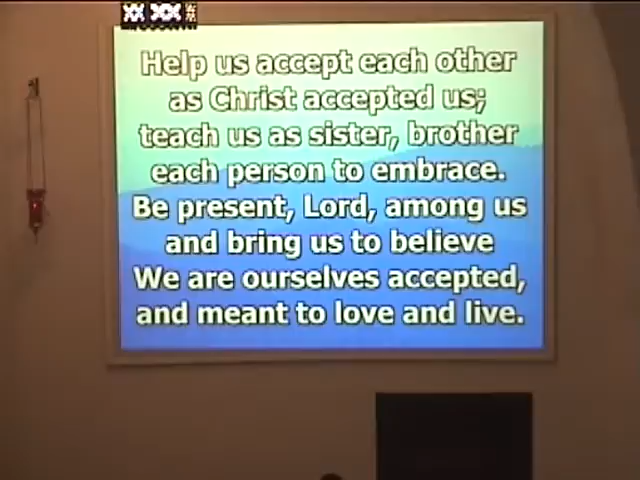 Help us accept each other
as Christ accepted us;
teach us as sister, brother
each person to embrace.
Be present, Lord, among us
and bring us to believe
We are ourselves accepted,
and meant to love and live.